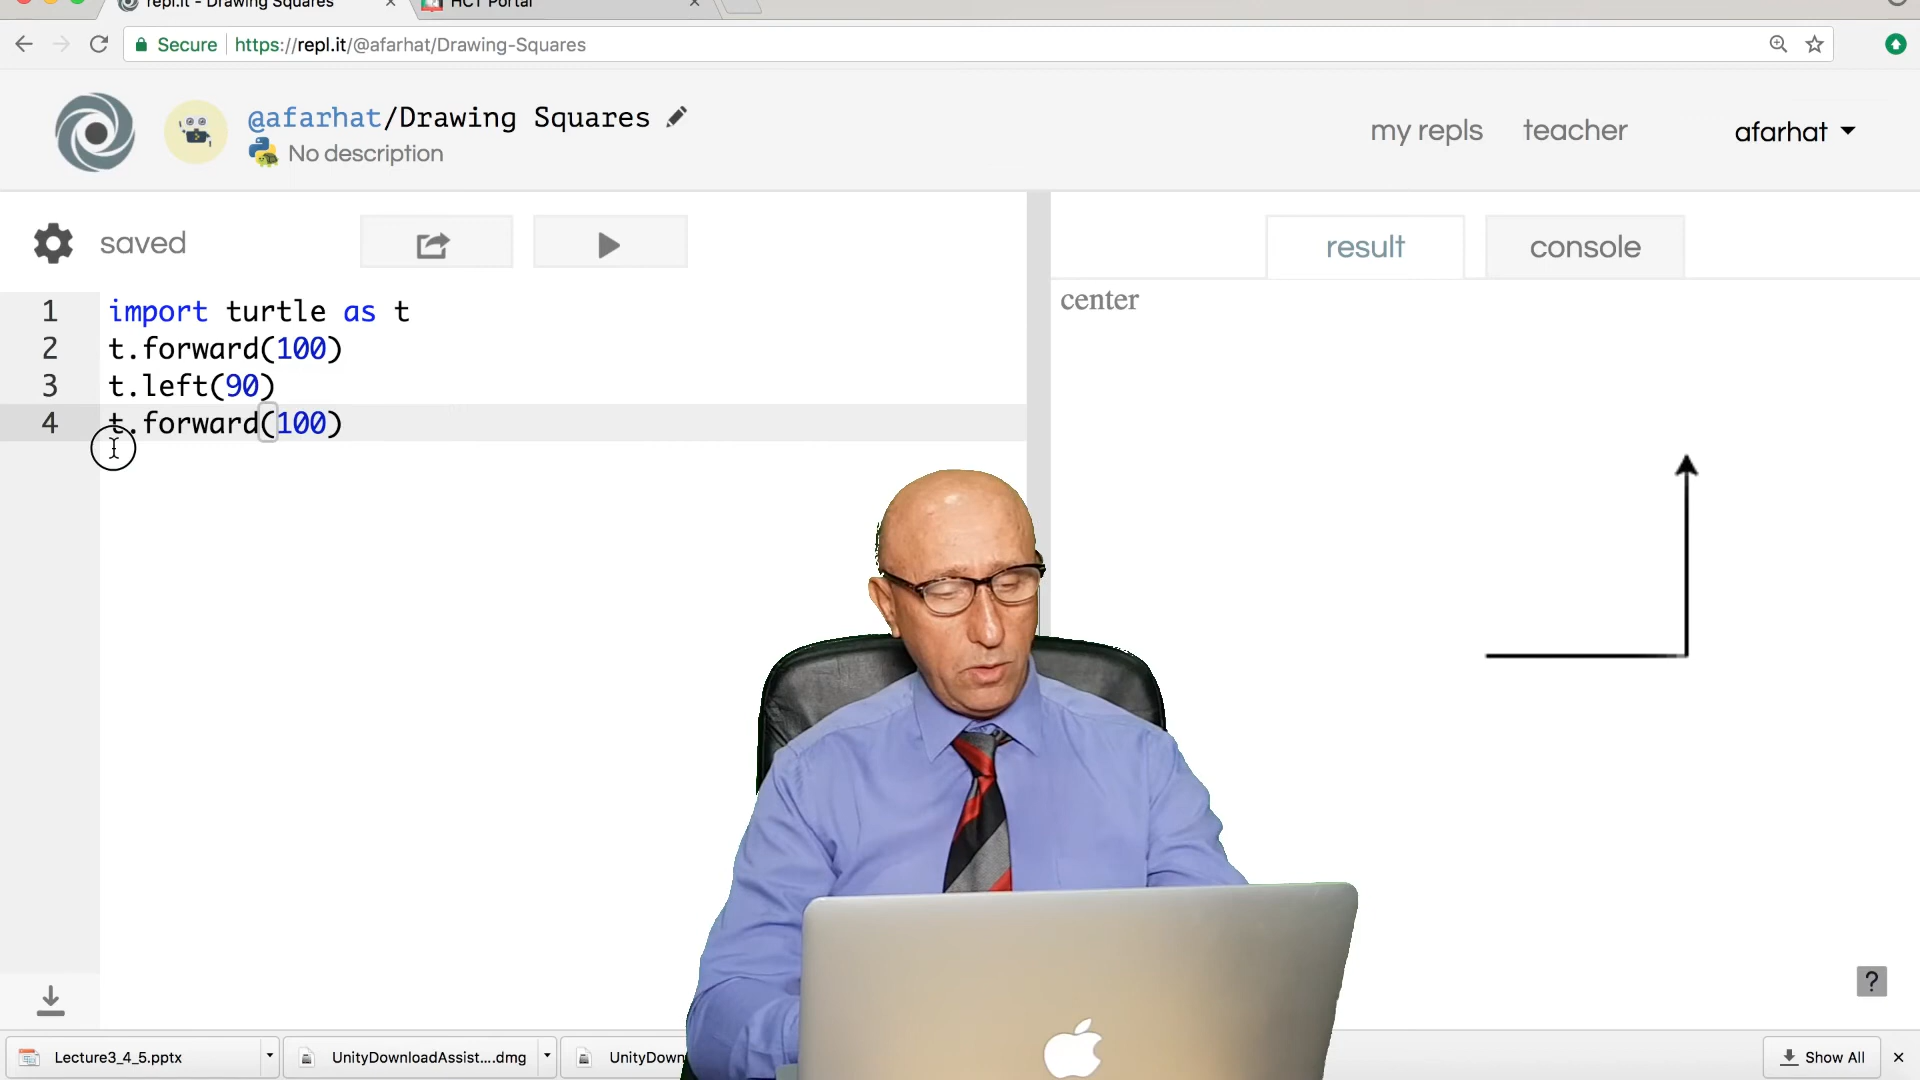 repl.it - Drawing Squares
HCT Portal
Secure https://repl.it/@afarhat/Drawing-Squares
@afarhat/Drawing Squares
No description
my repls
teacher
afarhat
saved
result
console
1 import turtle as t
2 t.forward(100)
3 t.left(90)
4 t.forward(100)
center
?
Lecture3_4_5.pptx
UnityDownloadAssist....dmg
UnityDown
Show All